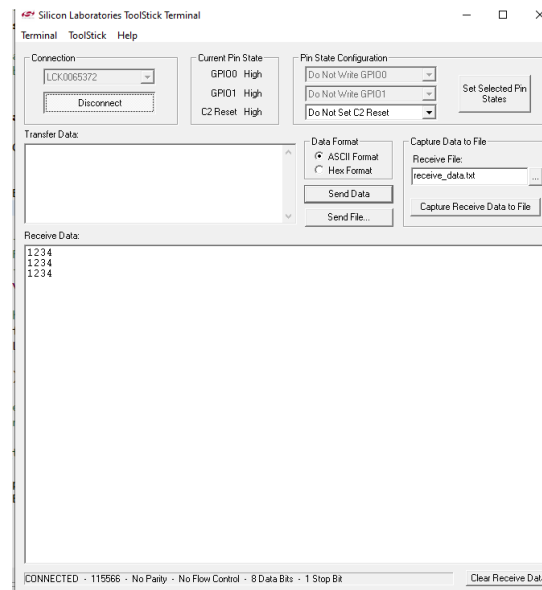 Silicon Laboratories ToolStick Terminal
Terminal ToolStick Help
Connection
LCK0065372
Disconnect
Current Pin State
GPIO0 High
GPIO1 High
C2 Reset High
Pin State Configuration
Do Not Write GPIO0
Do Not Write GPIO1
Do Not Set C2 Reset
Set Selected Pin
States
Transfer Data:
Data Format
ASCII Format
Hex Format
Send Data
Send File...
Capture Data to File
Receive File:
receive_data.txt
...
Capture Receive Data to File
Receive Data:
1234
1234
1234
CONNECTED - 115566 - No Parity - No Flow Control - 8 Data Bits - 1 Stop Bit
Clear Receive Dat